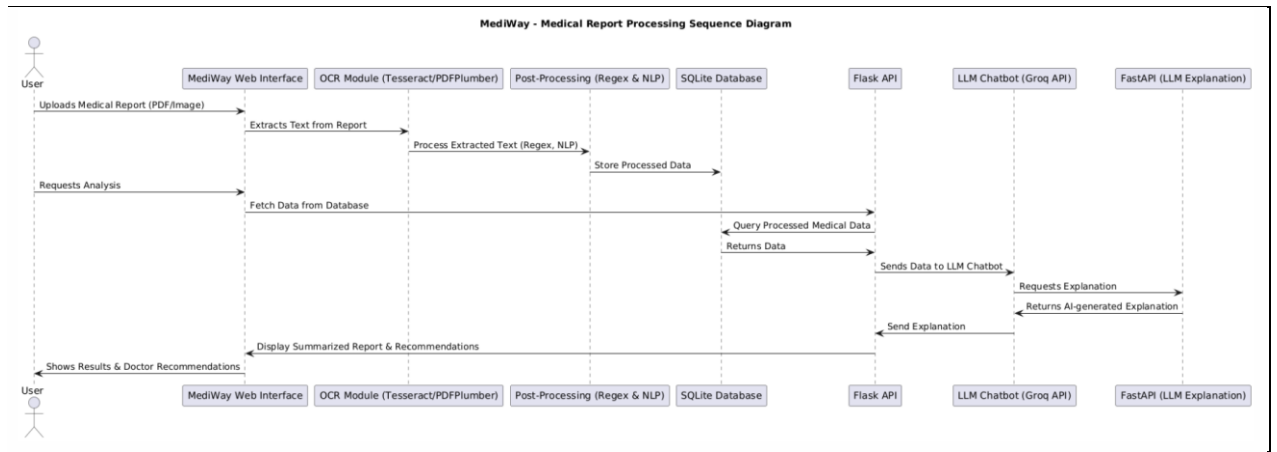 MediWay - Medical Report Processing Sequence Diagram
User
MediWay Web Interface
OCR Module (Tesseract/PDFPlumber)
Post-Processing (Regex & NLP)
SQLite Database
Flask API
LLM Chatbot (Groq API)
FastAPI (LLM Explanation)
Uploads Medical Report (PDF/Image)
Extracts Text from Report
Process Extracted Text (Regex, NLP)
Store Processed Data
Requests Analysis
Fetch Data from Database
Query Processed Medical Data
Returns Data
Sends Data to LLM Chatbot
Requests Explanation
Returns AI-generated Explanation
Send Explanation
Display Summarized Report & Recommendations
Shows Results & Doctor Recommendations
User
MediWay Web Interface
OCR Module (Tesseract/PDFPlumber)
Post-Processing (Regex & NLP)
SQLite Database
Flask API
LLM Chatbot (Groq API)
FastAPI (LLM Explanation)